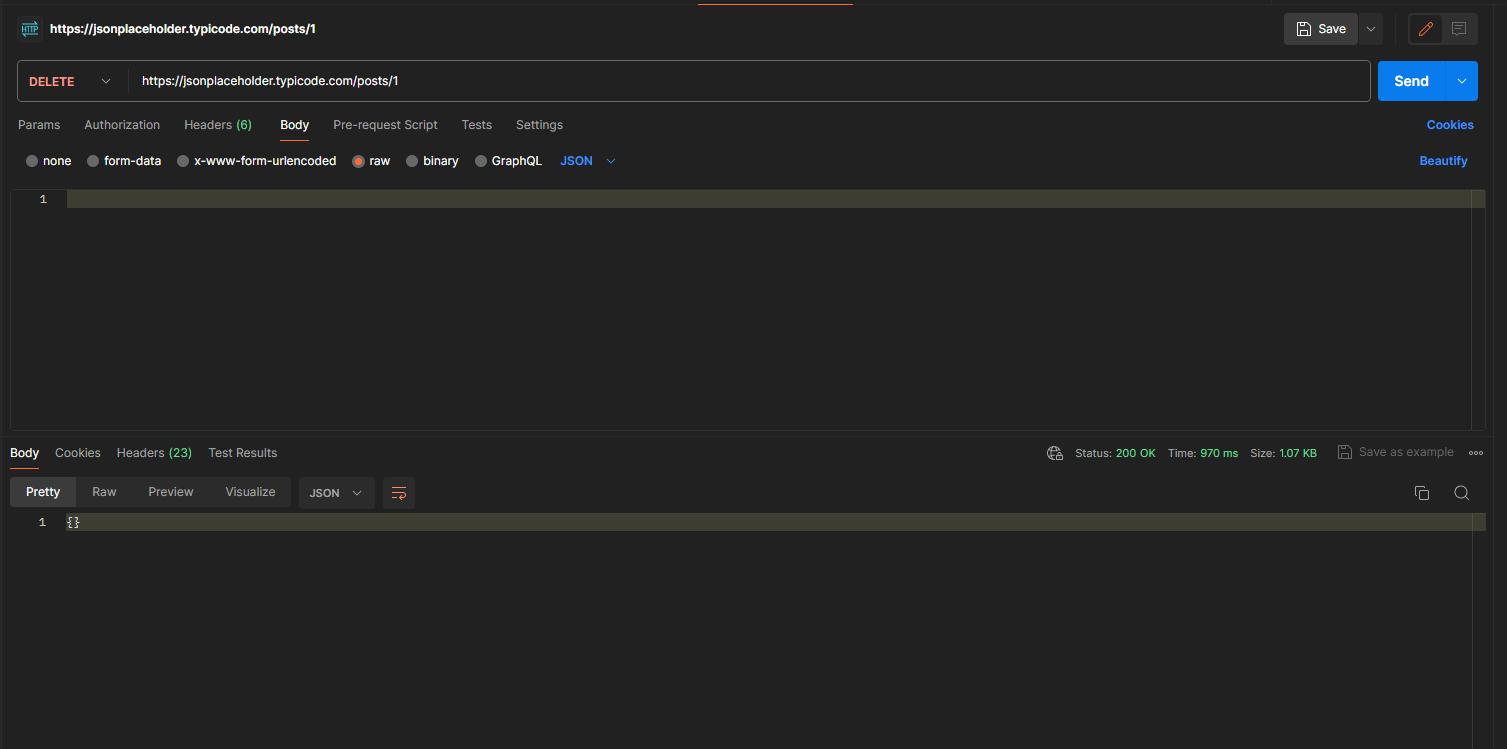 HTTP https://jsonplaceholder.typicode.com/posts/1 Save
DELETE https://jsonplaceholder.typicode.com/posts/1 Send
Params Authorization Headers (6) Body Pre-request Script Tests Settings Cookies
none form-data x-www-form-urlencoded raw binary GraphQL JSON Beautify
1
Body Cookies Headers (23) Test Results Status: 200 OK Time: 970 ms Size: 1.07 KB Save as example
Pretty Raw Preview Visualize JSON
1 {}